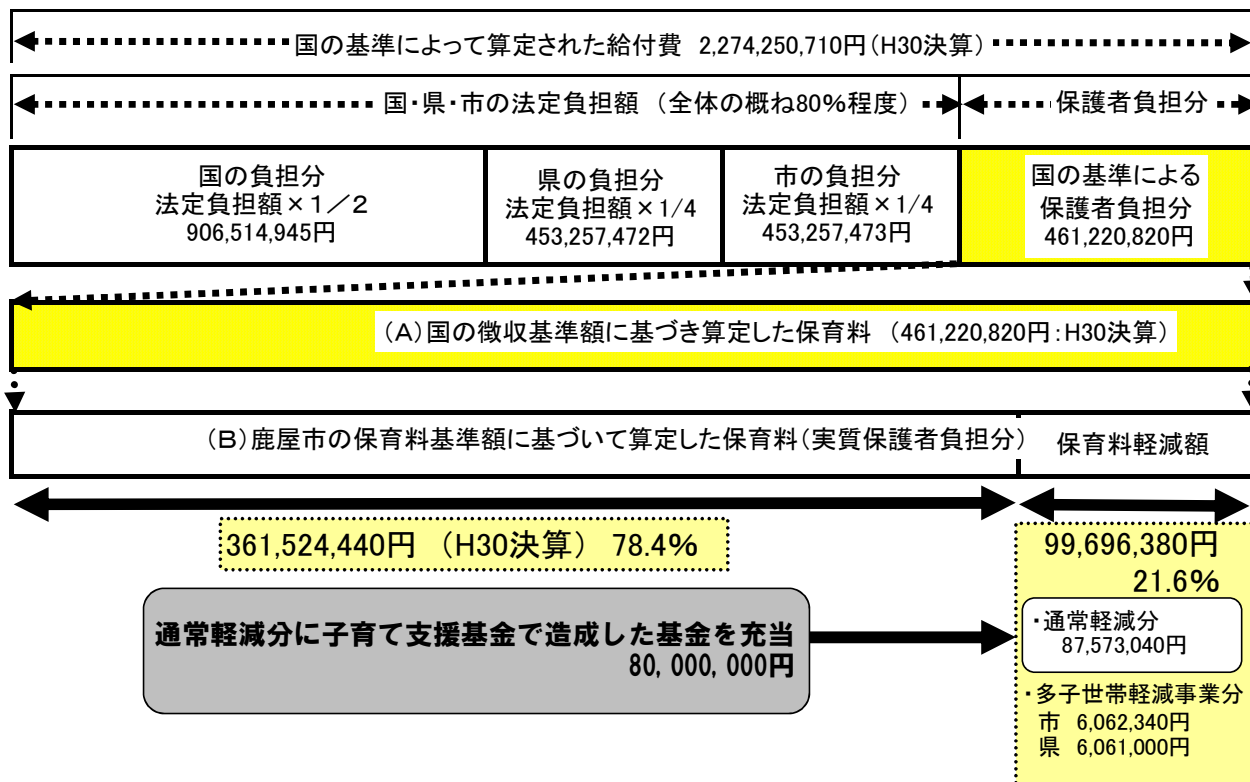 国の基準によって算定された給付費 2,274,250,710円(H30決算)
国・県・市の法定負担額 (全体の概ね80%程度)
保護者負担分
国の負担分
法定負担額×1/2
906,514,945円
県の負担分
法定負担額×1/4
453,257,472円
市の負担分
法定負担額×1/4
453,257,473円
国の基準による
保護者負担分
461,220,820円
(A)国の徴収基準額に基づき算定した保育料 (461,220,820円:H30決算)
(B)鹿屋市の保育料基準額に基づいて算定した保育料(実質保護者負担分)
保育料軽減額
361,524,440円 (H30決算) 78.4%
99,696,380円
21.6%
通常軽減分に子育て支援基金で造成した基金を充当
80,000,000円
・通常軽減分
87,573,040円
・多子世帯軽減事業分
市 6,062,340円
県 6,061,000円